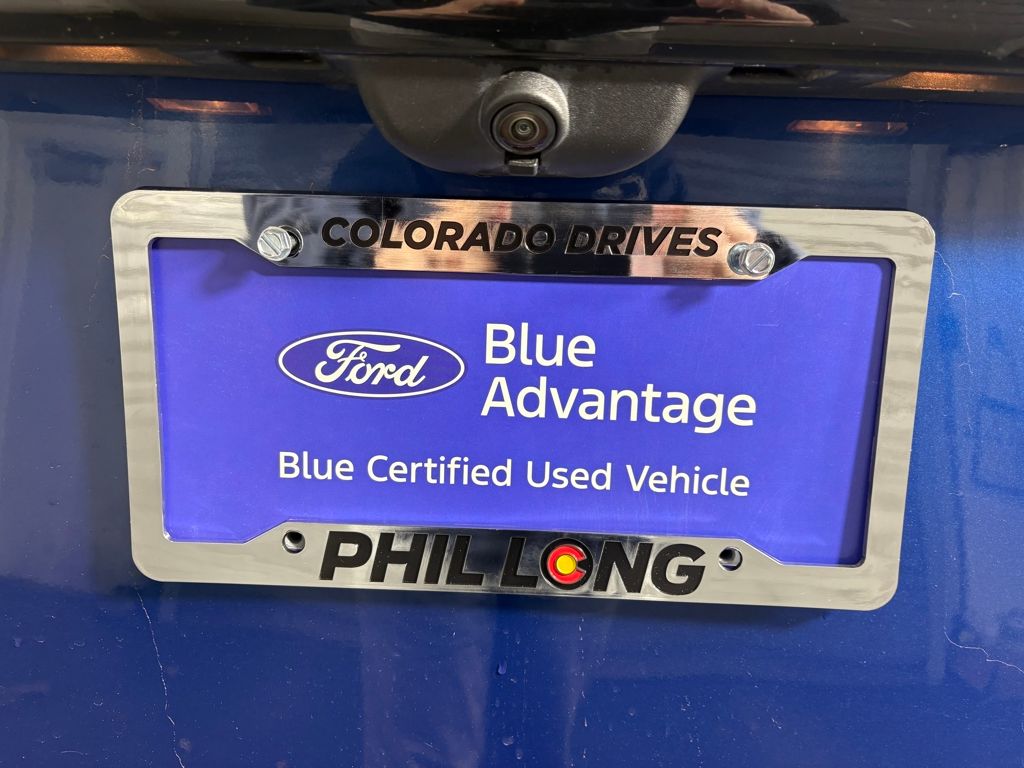 COLORADO DRIVES
Ford
Blue
Advantage
Blue Certified Used Vehicle
PHIL LONG